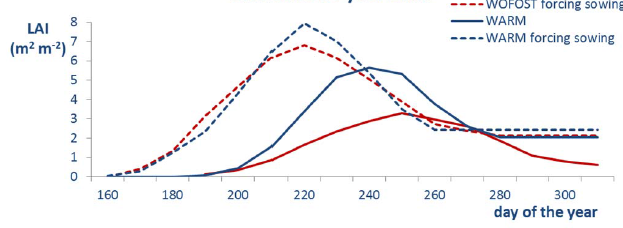 WOFOST forcing sowing
WARM
WARM forcing sowing
LAI
(m² m⁻²)
8
7
6
5
4
3
2
1
0
160 180 200 220 240 260 280 300
day of the year